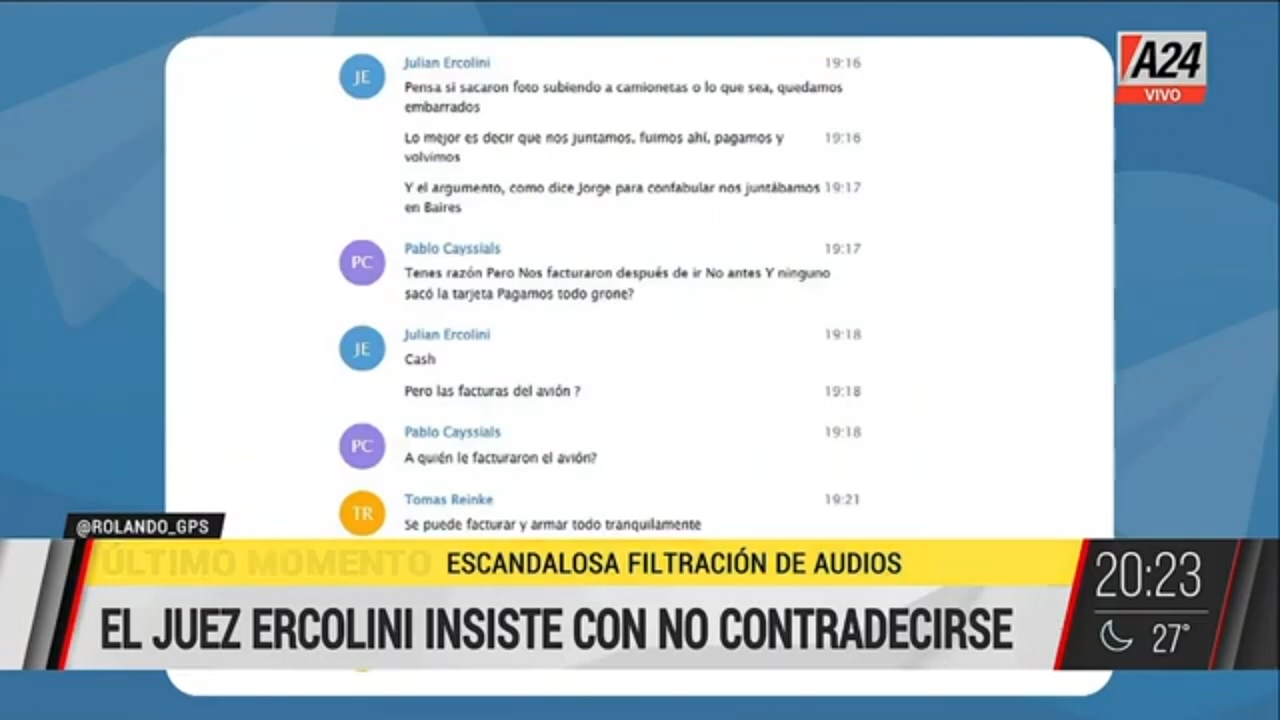 JE
Julian Ercolini 19:16
Pensa si sacaron foto subiendo a camionetas o lo que sea, quedamos
embarrados
Lo mejor es decir que nos juntamos, fuimos ahí, pagamos y 19:16
volvimos
Y el argumento, como dice Jorge para confabular nos juntábamos 19:17
en Baires
PC
Pablo Cayssials 19:17
Tenes razón Pero Nos facturaron después de ir No antes Y ninguno
sacó la tarjeta Pagamos todo grone?
JE
Julian Ercolini 19:18
Cash
Pero las facturas del avión ? 19:18
PC
Pablo Cayssials 19:18
A quién le facturaron el avión?
TR
Tomas Reinke 19:21
Se puede facturar y armar todo tranquilamente
A24
VIVO
@ROLANDO_GPS
ÚLTIMO MOMENTO
ESCANDALOSA FILTRACIÓN DE AUDIOS
EL JUEZ ERCOLINI INSISTE CON NO CONTRADECIRSE
20:23
27°